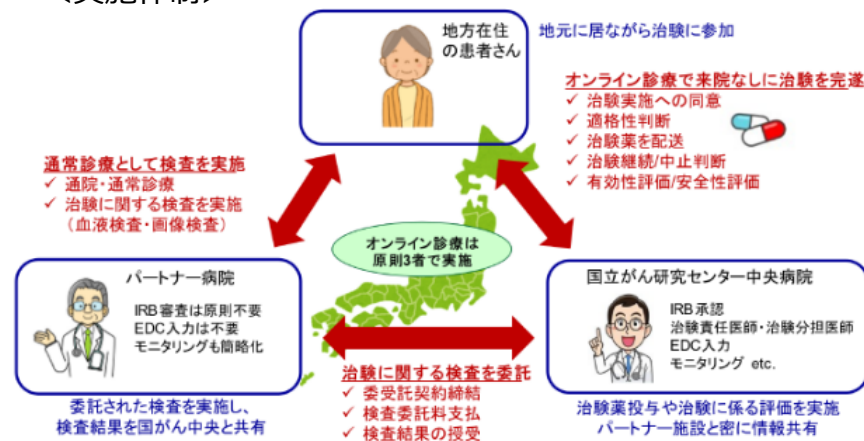 〈実施体制〉
地方在住
の患者さん
地元に居ながら治験に参加
オンライン診療で来院なしに治験を完遂
✓ 治験実施への同意
✓ 適格性判断
✓ 治験薬を配送
✓ 治験継続/中止判断
✓ 有効性評価/安全性評価
通常診療として検査を実施
✓ 通院・通常診療
✓ 治験に関する検査を実施
（血液検査・画像検査）
オンライン診療は
原則3者で実施
パートナー病院
IRB審査は原則不要
EDC入力は不要
モニタリングも簡略化
委託された検査を実施し、
検査結果を国がん中央と共有
治験に関する検査を委託
✓ 委受託契約締結
✓ 検査委託料支払
✓ 検査結果の授受
国立がん研究センター中央病院
IRB承認
治験責任医師・治験分担医師
EDC入力
モニタリング etc.
治験薬投与や治験に係る評価を実施
パートナー施設と密に情報共有